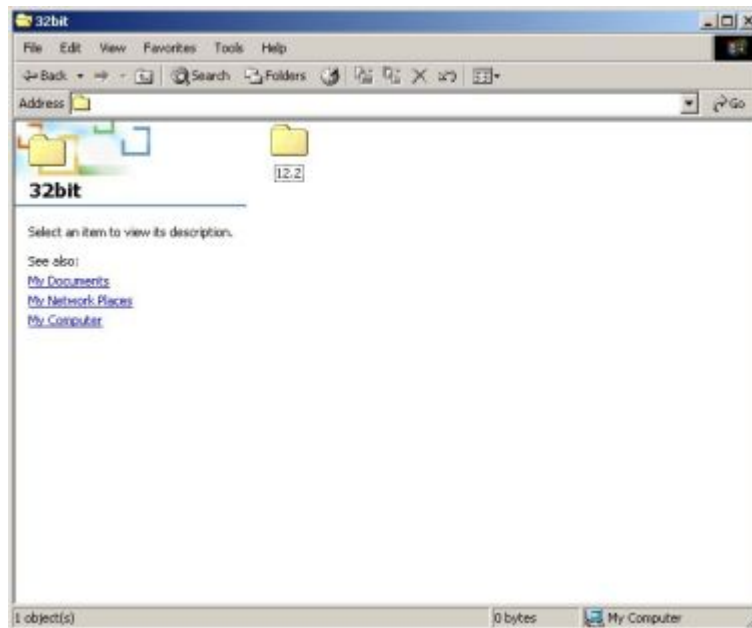 32bit
File Edit View Favorites Tools Help
Back Search Folders
Address Go
12.2
32bit
Select an item to view its description.
See also:
My Documents
My Network Places
My Computer
1 object(s) 0 bytes My Computer